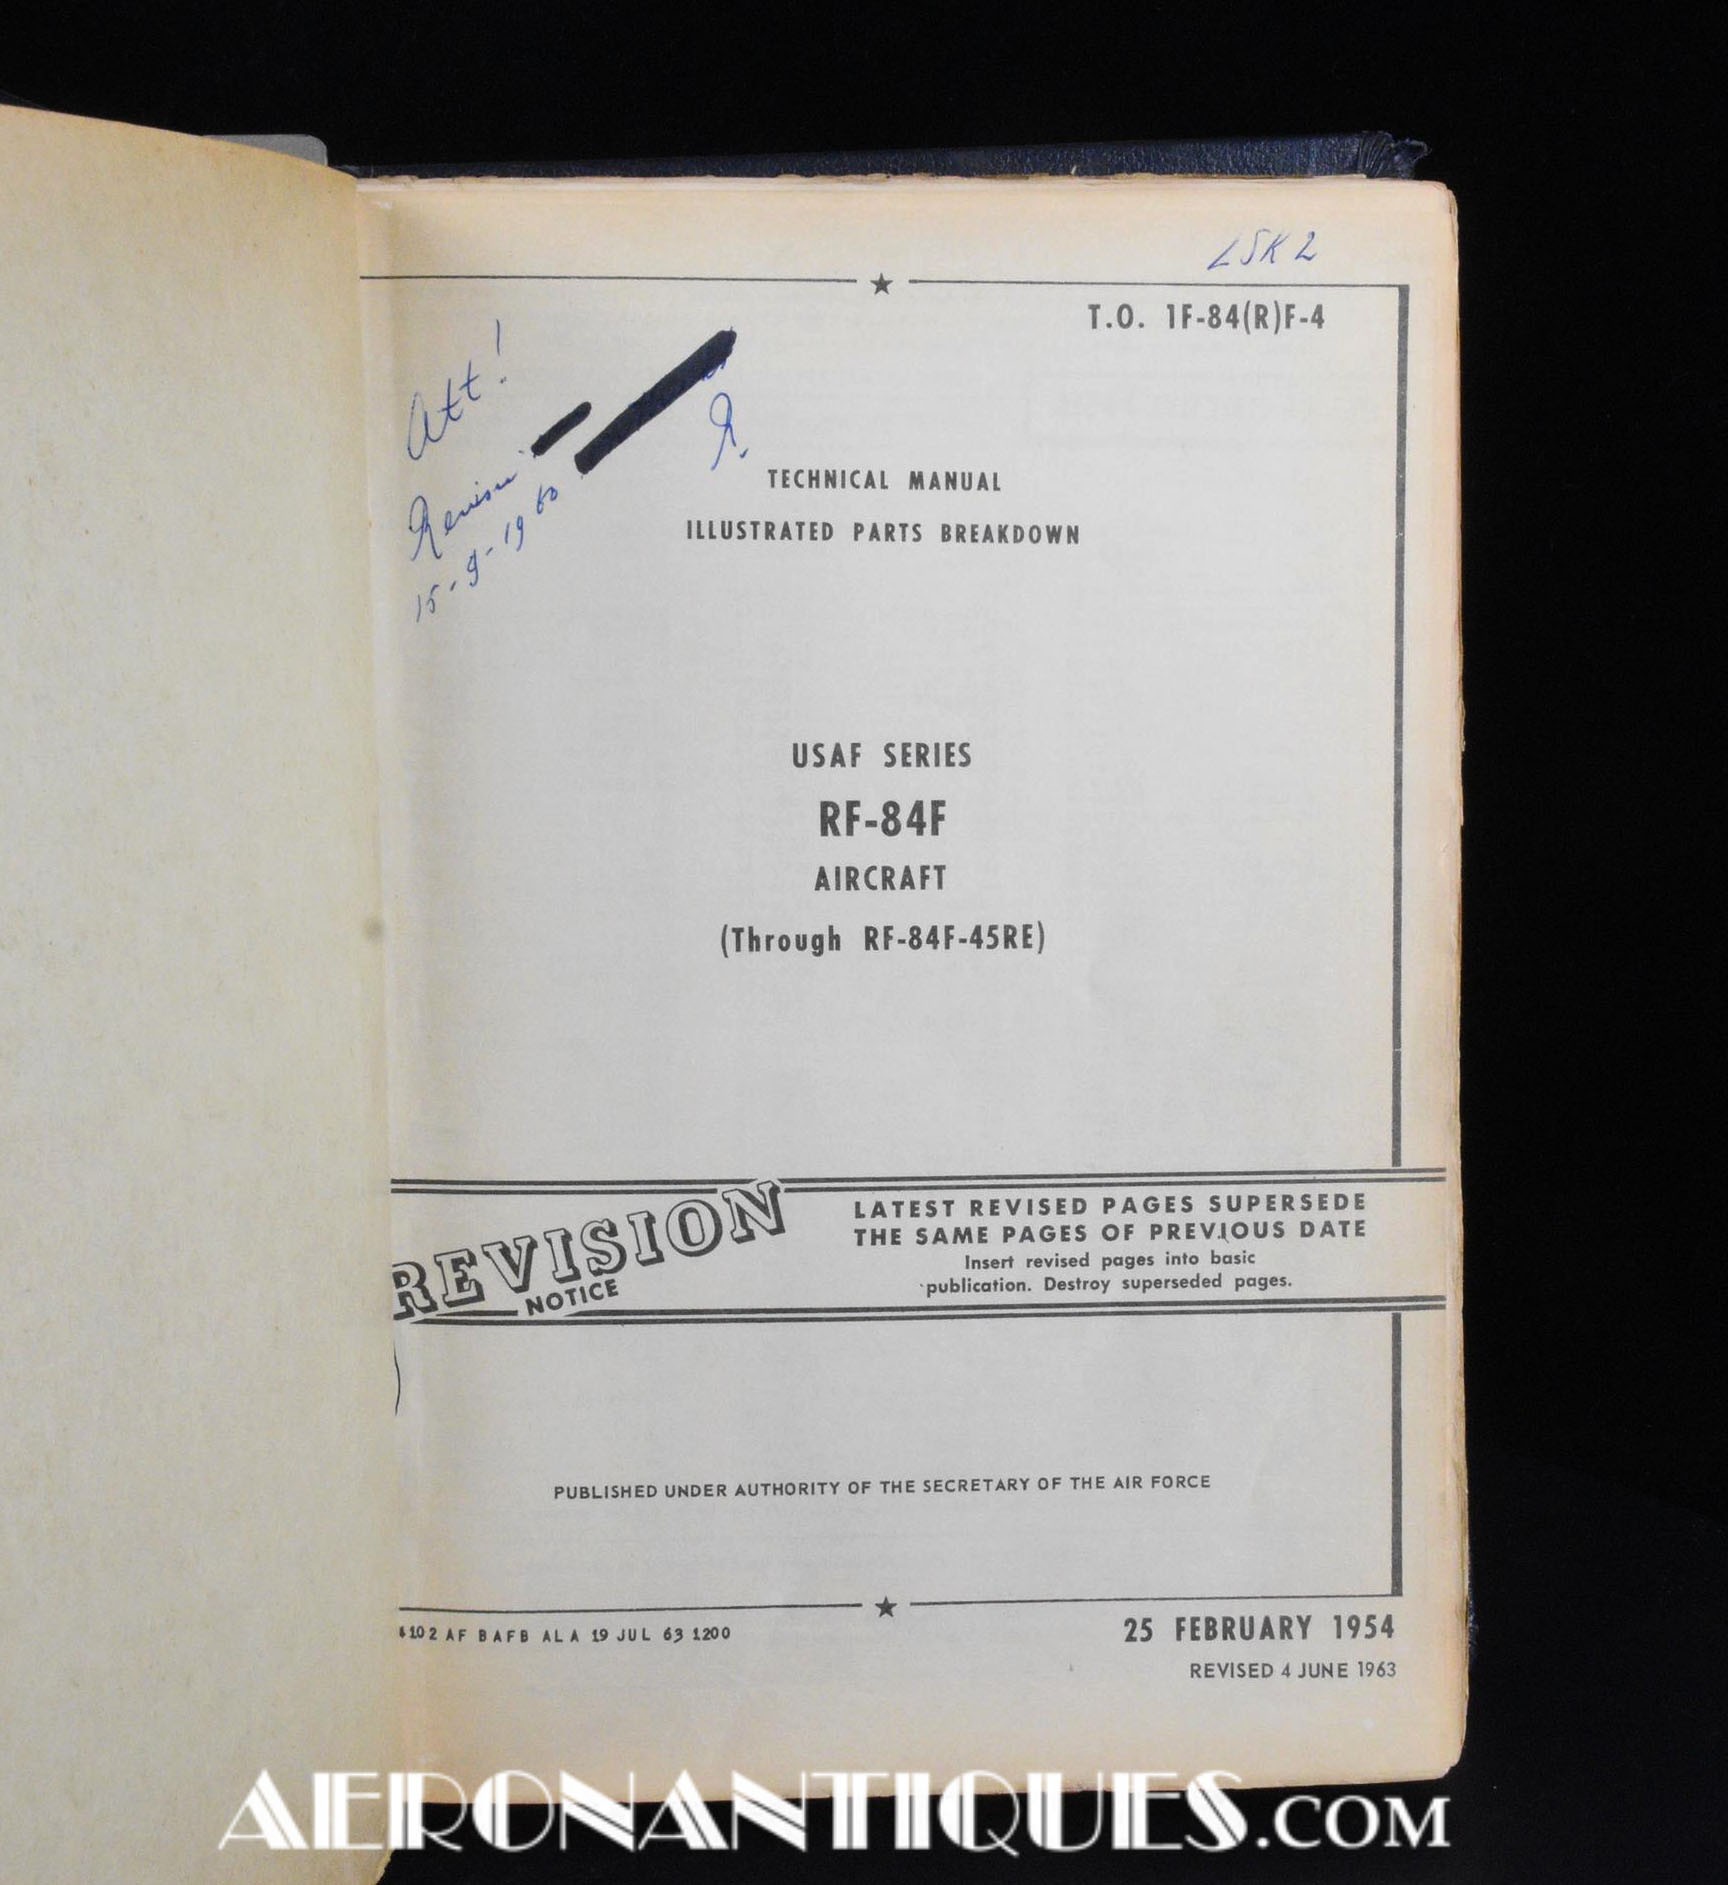 LSK 2
T.O. 1F-84(R)F-4
Att!
Revision
15-9-1960
TECHNICAL MANUAL
ILLUSTRATED PARTS BREAKDOWN
USAF SERIES
RF-84F
AIRCRAFT
(Through RF-84F-45RE)
REVISION
NOTICE
LATEST REVISED PAGES SUPERSEDE
THE SAME PAGES OF PREVIOUS DATE
Insert revised pages into basic
publication. Destroy superseded pages.
PUBLISHED UNDER AUTHORITY OF THE SECRETARY OF THE AIR FORCE
102 AF BAFB ALA 19 JUL 63 1200
25 FEBRUARY 1954
REVISED 4 JUNE 1963
AERONANTIQUES.COM